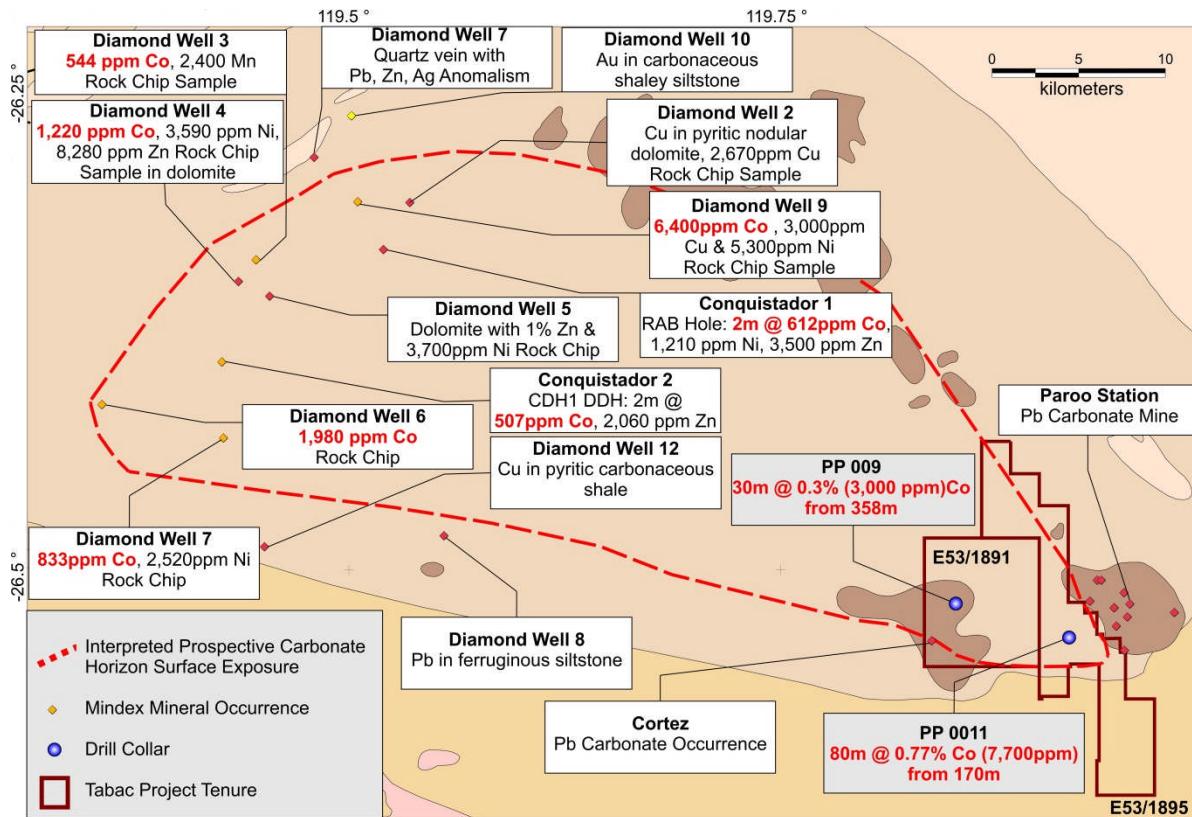 119.5 °
119.75 °
-26.25 °
-26.5 °
0
5
10
kilometers
Diamond Well 3
544 ppm Co, 2,400 Mn
Rock Chip Sample
Diamond Well 4
1,220 ppm Co, 3,590 ppm Ni,
8,280 ppm Zn Rock Chip
Sample in dolomite
Diamond Well 7
Quartz vein with
Pb, Zn, Ag Anomalism
Diamond Well 10
Au in carbonaceous
shaley siltstone
Diamond Well 2
Cu in pyritic nodular
dolomite, 2,670ppm Cu
Rock Chip Sample
Diamond Well 9
6,400ppm Co , 3,000ppm
Cu & 5,300ppm Ni
Rock Chip Sample
Conquistador 1
RAB Hole: 2m @ 612ppm Co,
1,210 ppm Ni, 3,500 ppm Zn
Diamond Well 5
Dolomite with 1% Zn &
3,700ppm Ni Rock Chip
Conquistador 2
CDH1 DDH: 2m @
507ppm Co, 2,060 ppm Zn
Diamond Well 6
1,980 ppm Co
Rock Chip
Diamond Well 12
Cu in pyritic carbonaceous
shale
Paroo Station
Pb Carbonate Mine
PP 009
30m @ 0.3% (3,000 ppm)Co
from 358m
Diamond Well 7
833ppm Co, 2,520ppm Ni
Rock Chip
E53/1891
Diamond Well 8
Pb in ferruginous siltstone
Cortez
Pb Carbonate Occurrence
PP 0011
80m @ 0.77% Co (7,700ppm)
from 170m
E53/1895
Interpreted Prospective Carbonate
Horizon Surface Exposure
Mindex Mineral Occurrence
Drill Collar
Tabac Project Tenure